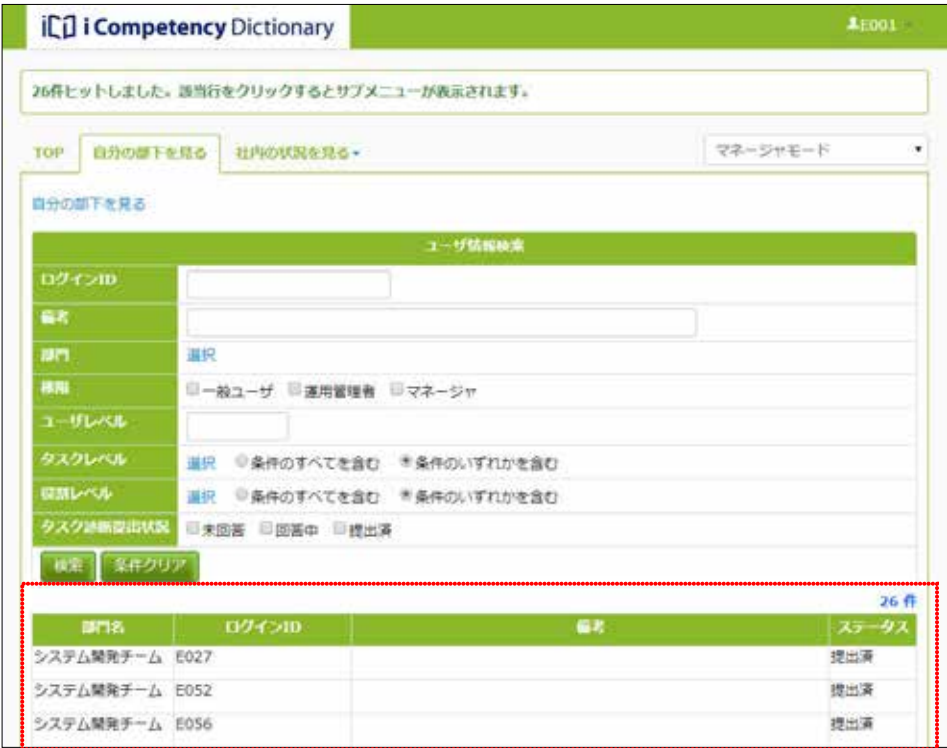 iCD i Competency Dictionary
E001
26件ヒットしました。該当行をクリックするとサブメニューが表示されます。
TOP 自分の部下を見る 社内の状況を見る マネージャモード
自分の部下を見る
ユーザ情報検索
ログインID
備考
部門 選択
権限 一般ユーザ 運用管理者 マネージャ
ユーザレベル
タスクレベル 選択 条件のすべてを含む 条件のいずれかを含む
役割レベル 選択 条件のすべてを含む 条件のいずれかを含む
タスク診断提出状況 未回答 回答中 提出済
検索 条件クリア
26 件
部門名 ログインID 備考 ステータス
システム開発チーム E027 提出済
システム開発チーム E052 提出済
システム開発チーム E056 提出済